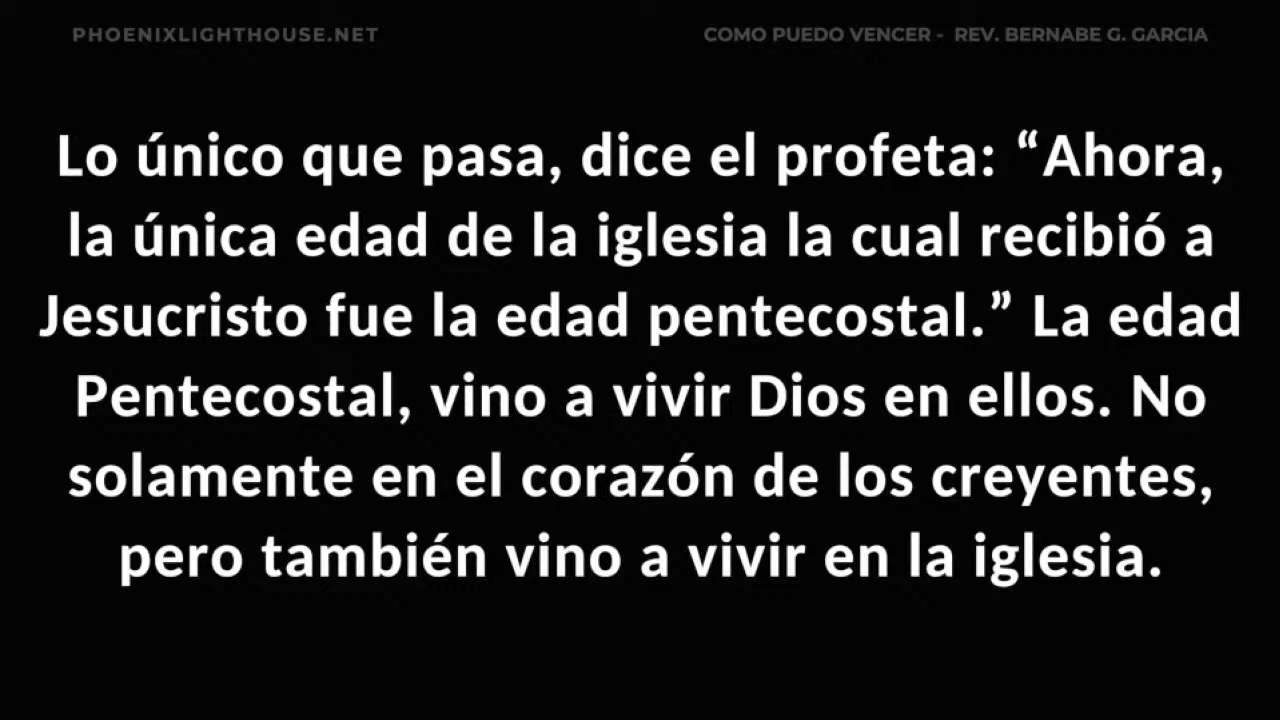 PHOENIXLIGHTHOUSE.NET
COMO PUEDO VENCER - REV. BERNABE G. GARCIA
Lo único que pasa, dice el profeta: “Ahora,
la única edad de la iglesia la cual recibió a
Jesucristo fue la edad pentecostal.” La edad
Pentecostal, vino a vivir Dios en ellos. No
solamente en el corazón de los creyentes,
pero también vino a vivir en la iglesia.